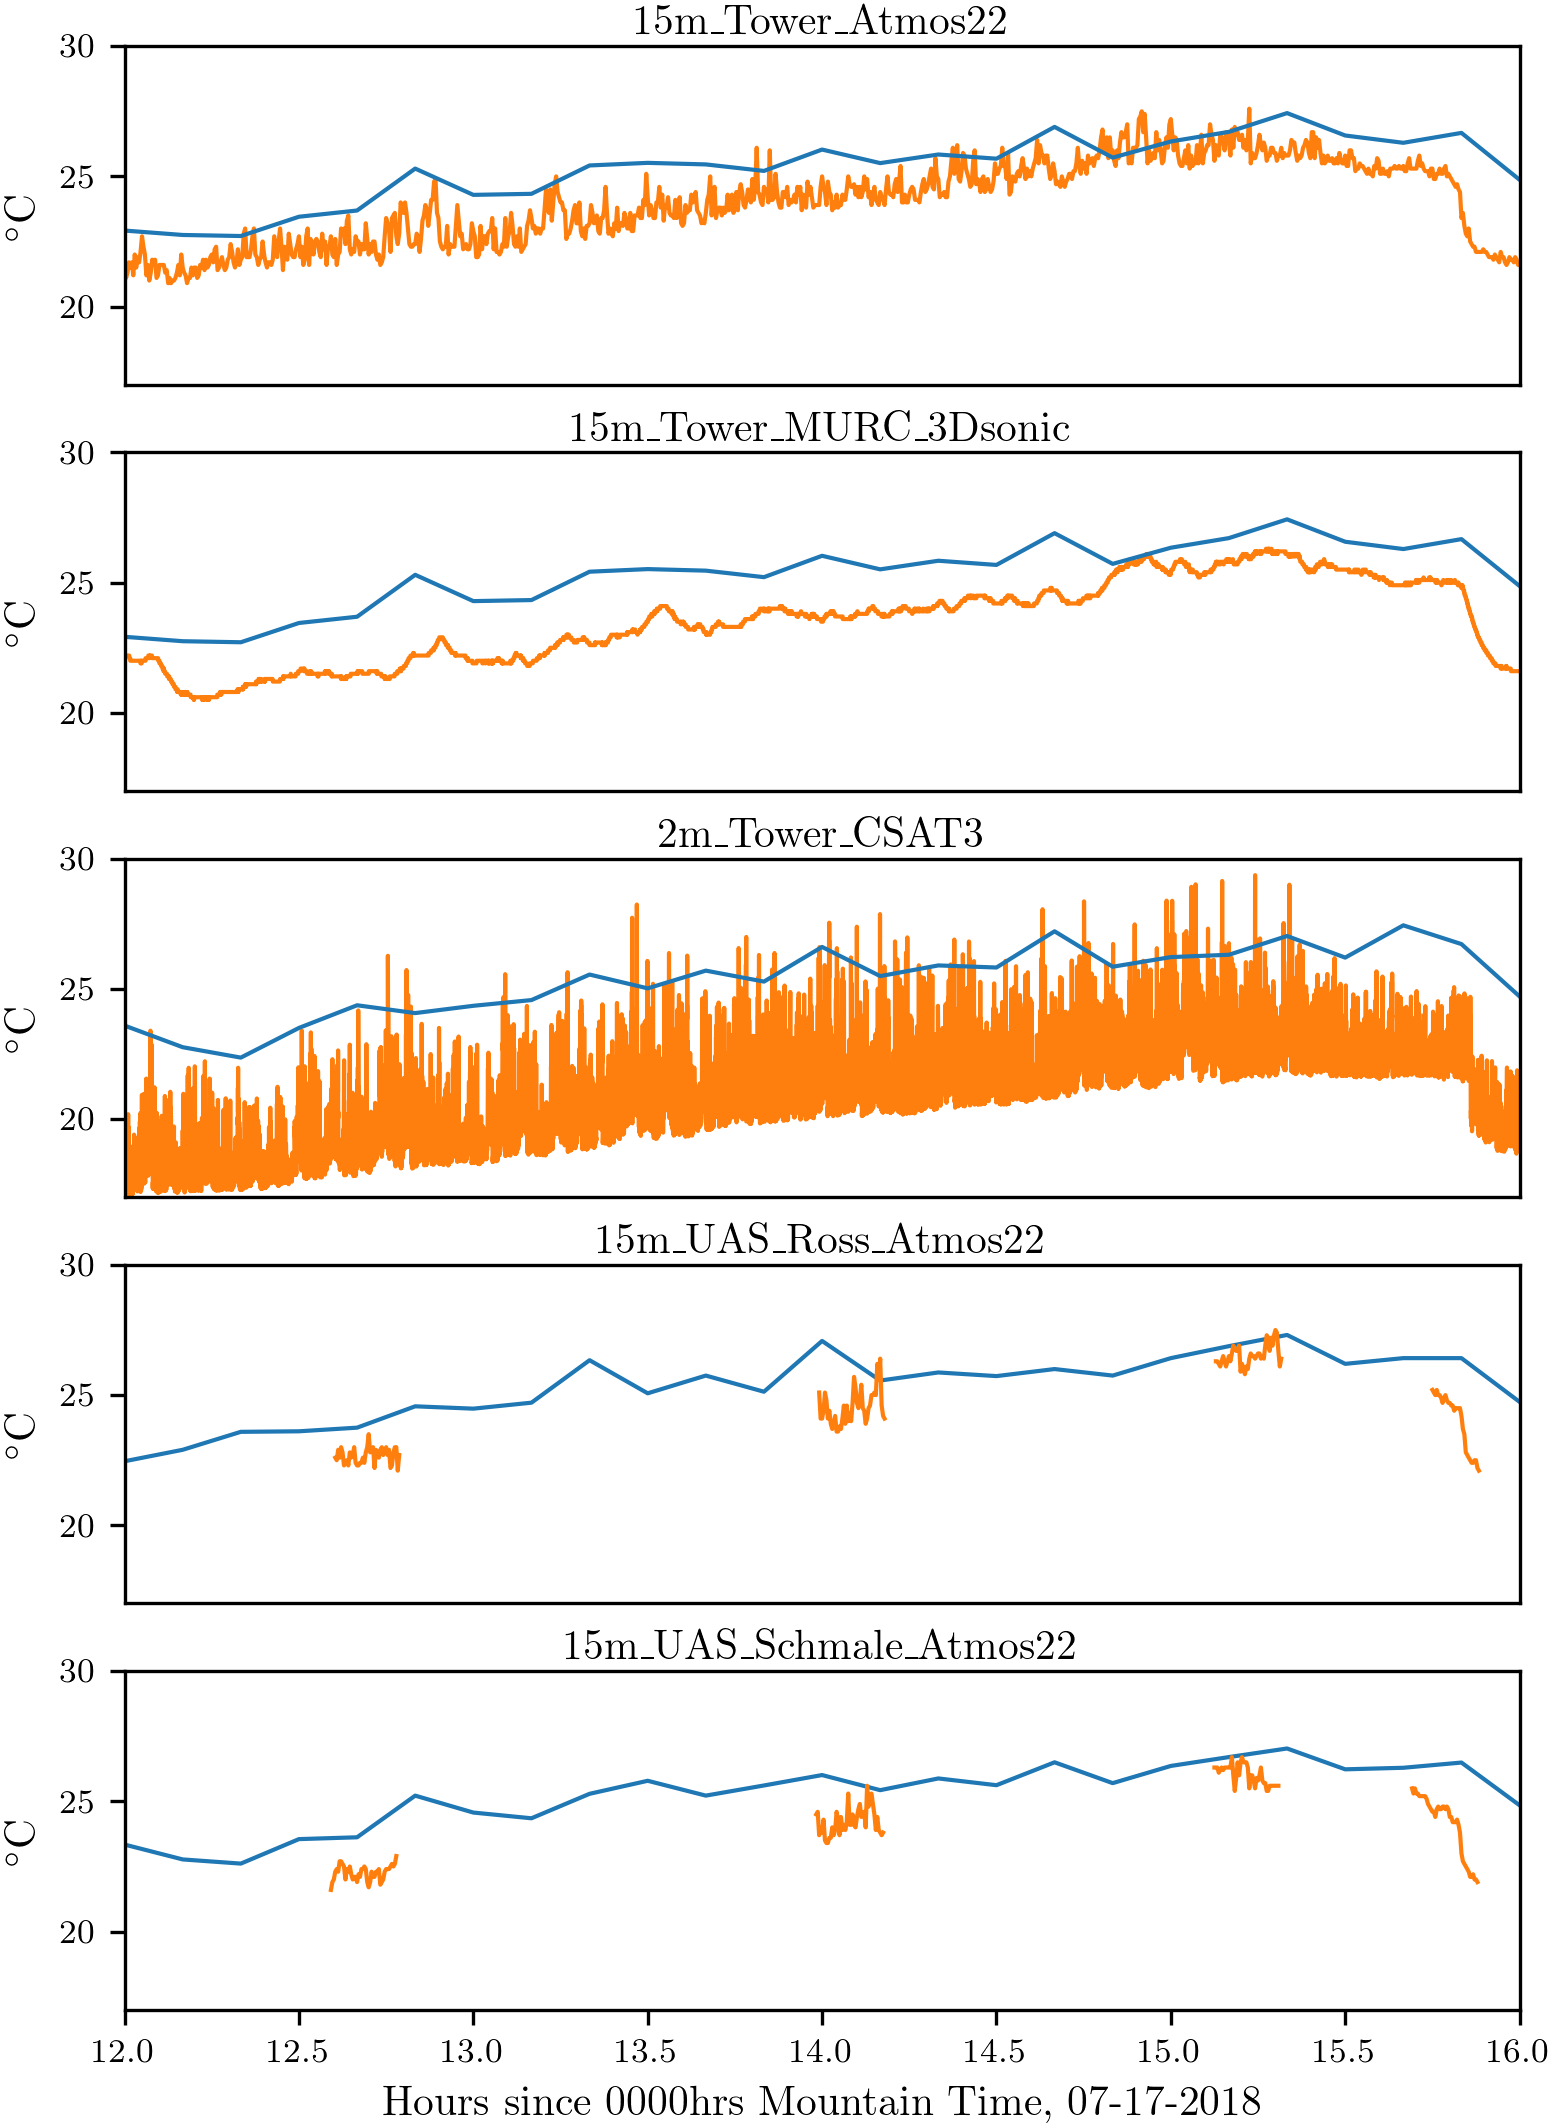 15m_Tower_Atmos22
30
25
20
°C
15m_Tower_MURC_3Dsonic
30
25
20
°C
2m_Tower_CSAT3
30
25
20
°C
15m_UAS_Ross_Atmos22
30
25
20
°C
15m_UAS_Schmale_Atmos22
30
25
20
°C
12.0 12.5 13.0 13.5 14.0 14.5 15.0 15.5 16.0
Hours since 0000hrs Mountain Time, 07-17-2018